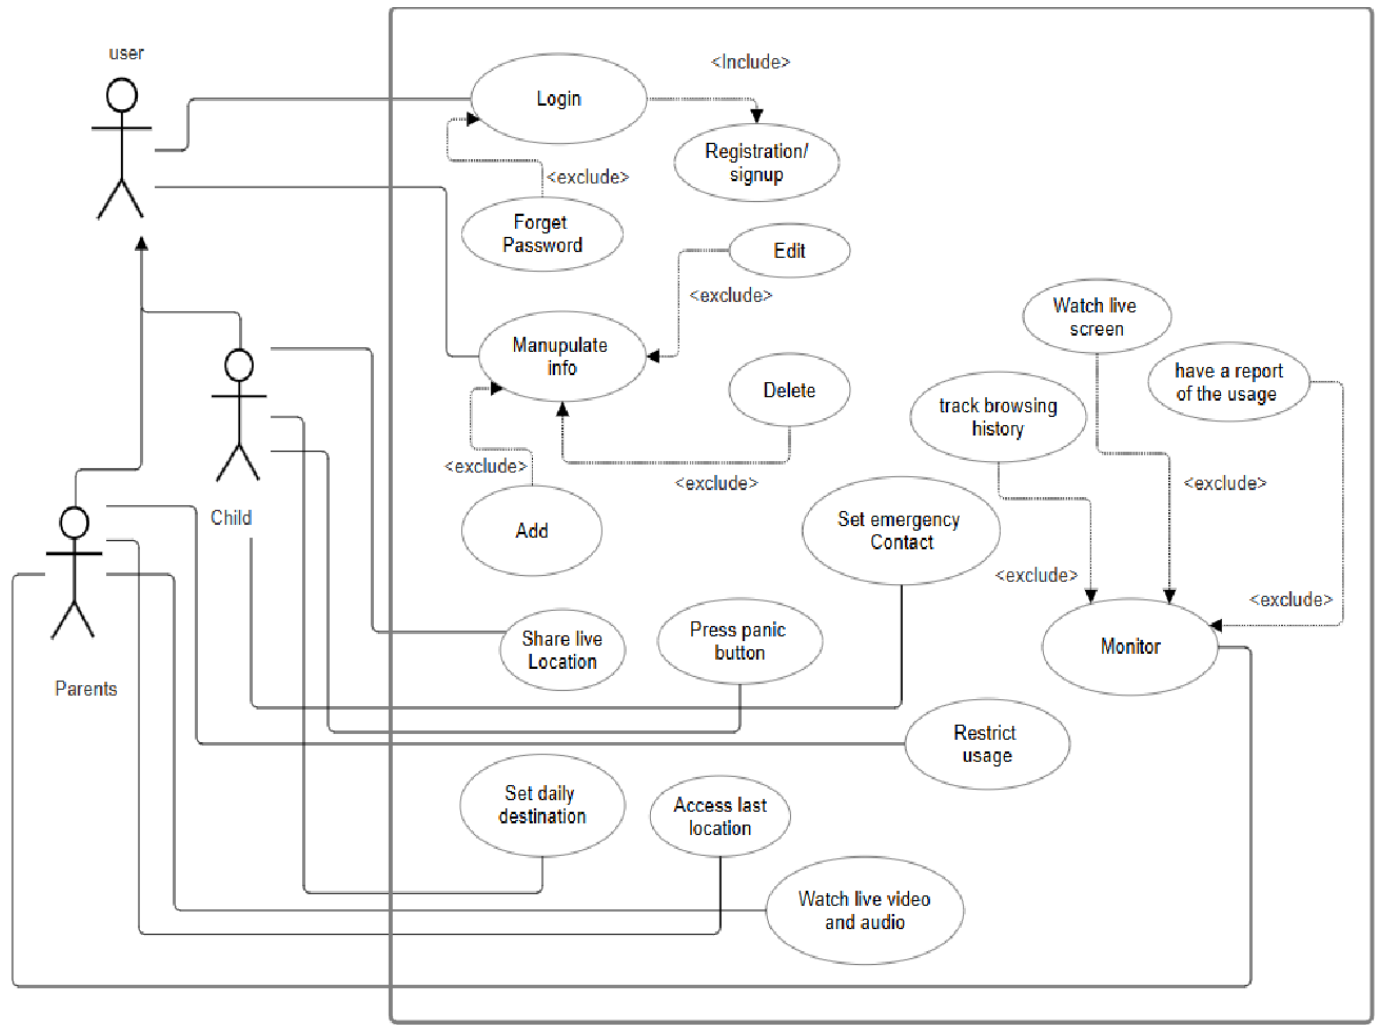 user
<Include>
Login
Registration/
signup
<exclude>
Forget
Password
Edit
<exclude>
Watch live
screen
Manupulate
info
have a report
of the usage
Delete
track browsing
history
<exclude>
<exclude>
<exclude>
Child
Add
Set emergency
Contact
<exclude>
<exclude>
Share live
Location
Press panic
button
Monitor
Parents
Restrict
usage
Set daily
destination
Access last
location
Watch live video
and audio